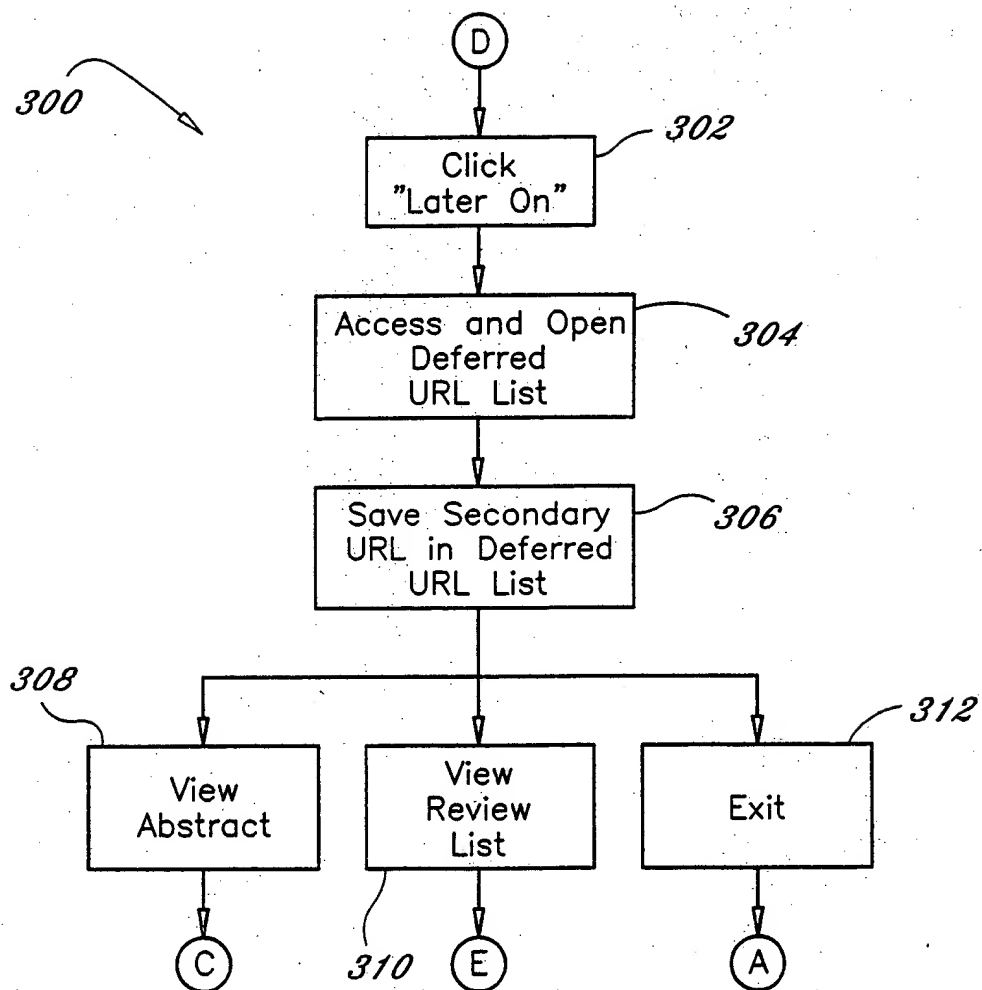 D
300
302
Click
"Later On"
304
Access and Open
Deferred
URL List
306
Save Secondary
URL in Deferred
URL List
308
312
View
Abstract
View
Review
List
Exit
C
310
E
A